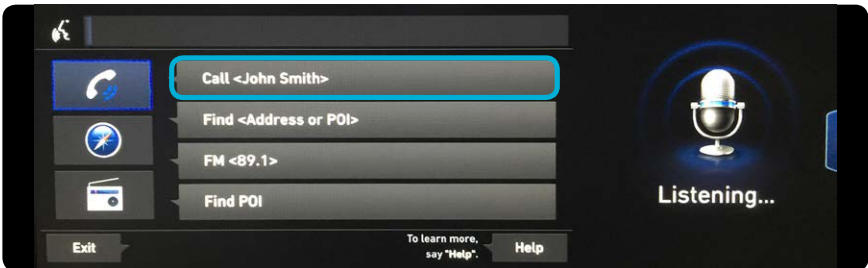 Call <John Smith>
Find <Address or POI>
FM <89.1>
Find POI
Listening...
Exit
To learn more,
say "Help".
Help